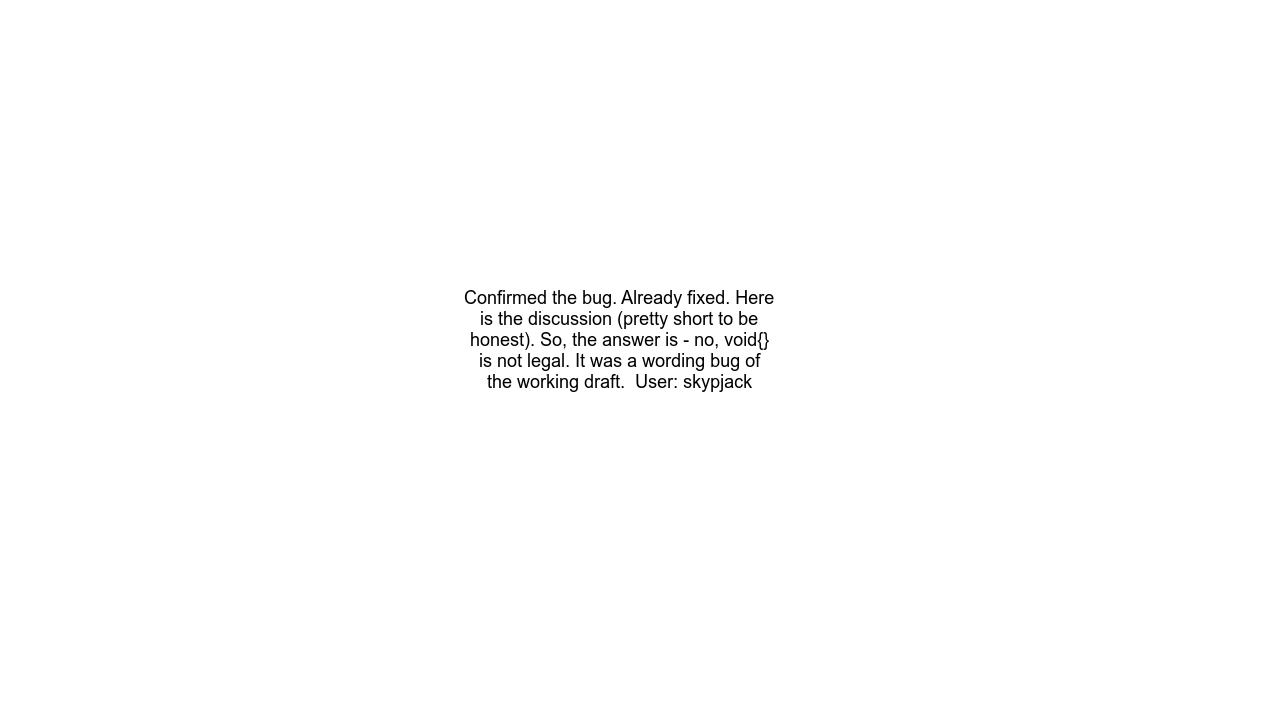 Confirmed the bug. Already fixed. Here
is the discussion (pretty short to be
honest). So, the answer is - no, void{}
is not legal. It was a wording bug of
the working draft.  User: skypjack